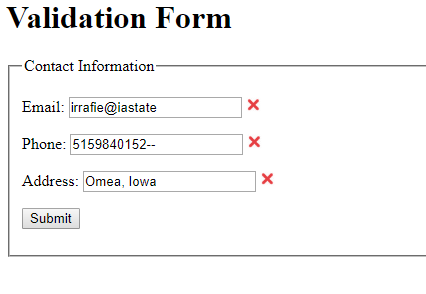 Validation Form
Contact Information
Email: irrafie@iastate
Phone: 5159840152--
Address: Omea, Iowa
Submit